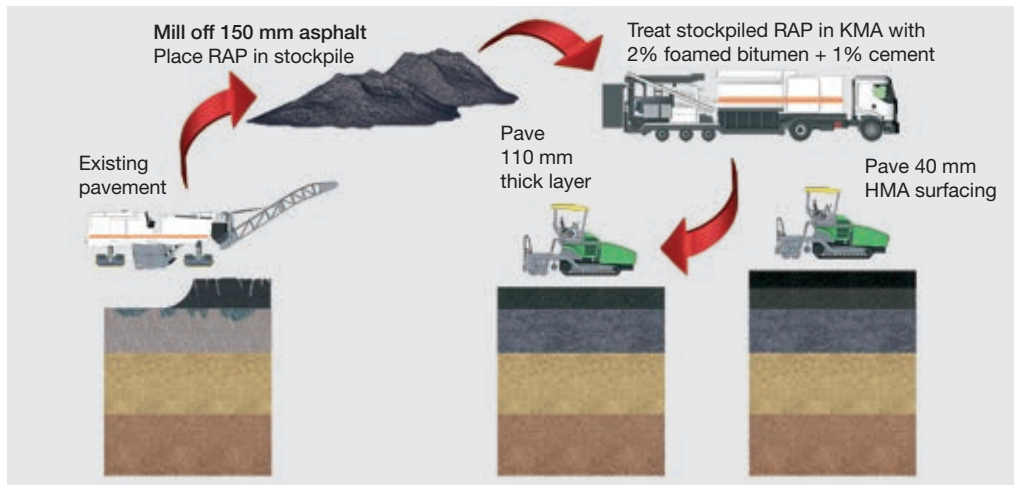 Mill off 150 mm asphalt
Place RAP in stockpile
Treat stockpiled RAP in KMA with
2% foamed bitumen + 1% cement
Existing
pavement
Pave
110 mm
thick layer
Pave 40 mm
HMA surfacing